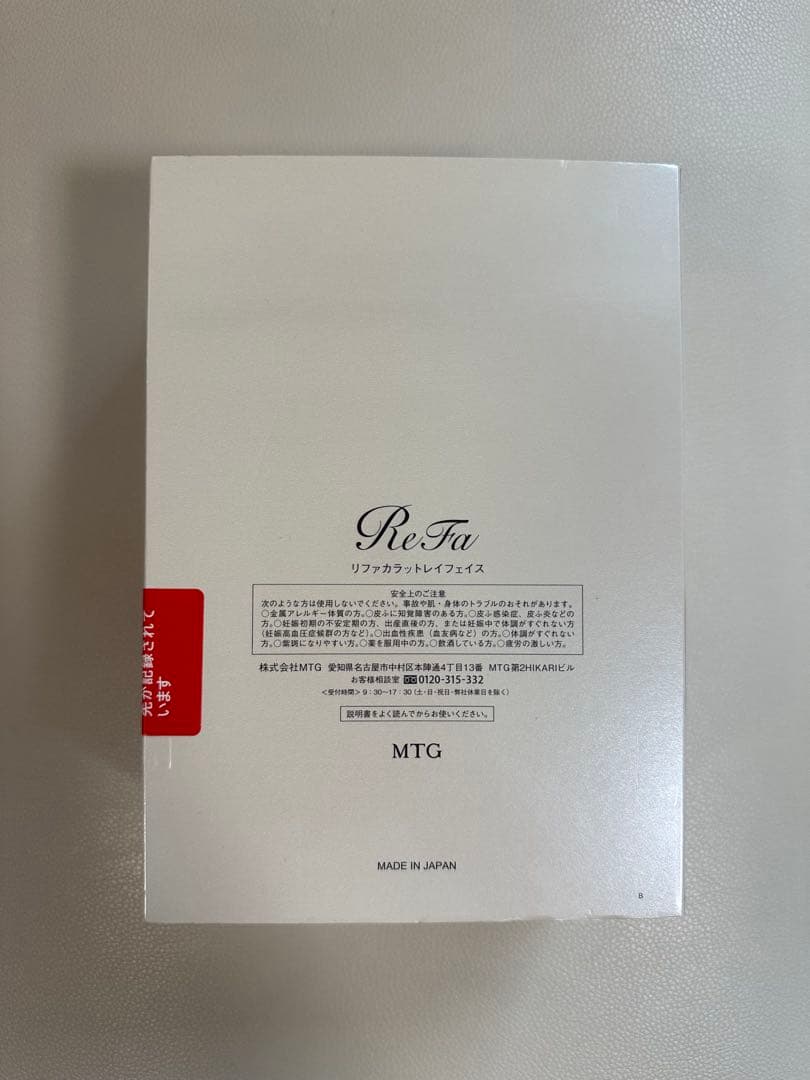 ReFa
リファカラットレイフェイス
安全上のご注意
次のような方は使用しないでください。事故や肌・身体のトラブルのおそれがあります。
○金属アレルギー体質の方。○皮ふに知覚障害のある方。○皮ふ感染症、皮ふ炎などの
方。○妊娠初期の不安定期の方、出産直後の方、または妊娠中で体調がすぐれない方
(妊娠高血圧症候群の方など)。○出血性疾患(血友病など)の方。○体調がすぐれない
方。○紫斑になりやすい方。○薬を服用中の方。○飲酒している方。○疲労の激しい方。
株式会社MTG 愛知県名古屋市中村区本陣通4丁目13番 MTG第2HIKARIビル
お客様相談室 0120-315-332
<受付時間> 9:30〜17:30 (土・日・祝日・弊社休業日を除く)
説明書をよく読んでからお使いください。
MTG
MADE IN JAPAN
B
先が記録されて
います